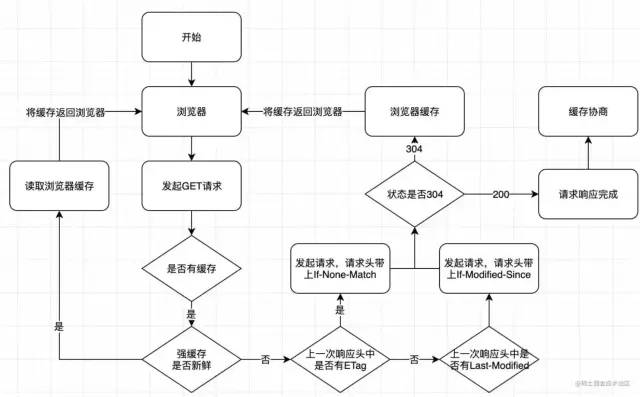 开始
将缓存返回浏览器
浏览器
将缓存返回浏览器
浏览器缓存
缓存协商
304
读取浏览器缓存
发起GET请求
状态是否304
200
请求响应完成
是否有缓存
发起请求，请求头带
上If-None-Match
发起请求，请求头带
上If-Modified-Since
是
是
是
是
强缓存
是否新鲜
否
上一次响应头中
是否有ETag
否
上一次响应头中是
否有Last-Modified
@稀土掘金技术社区